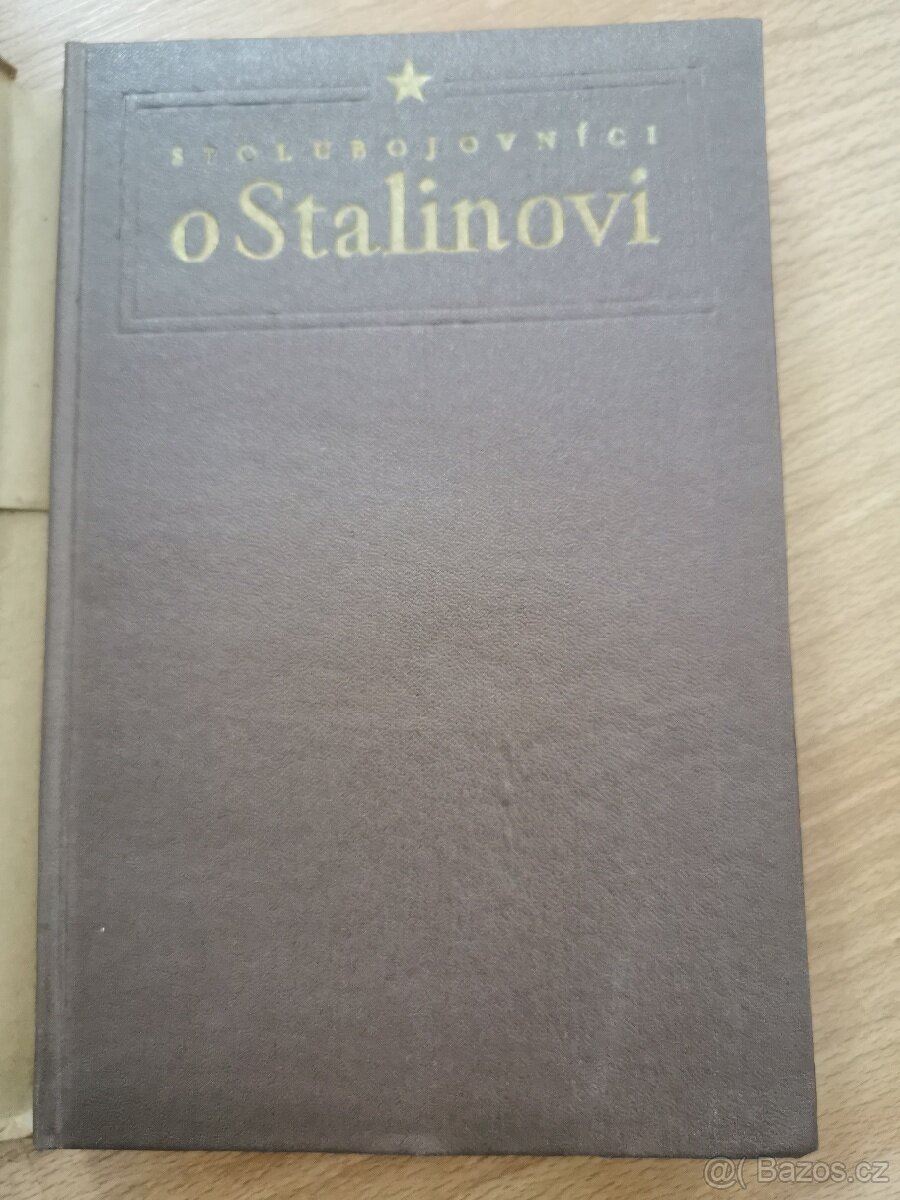 SPOLUBOJOVNÍCI
o Stalinovi
@( Bazos.cz